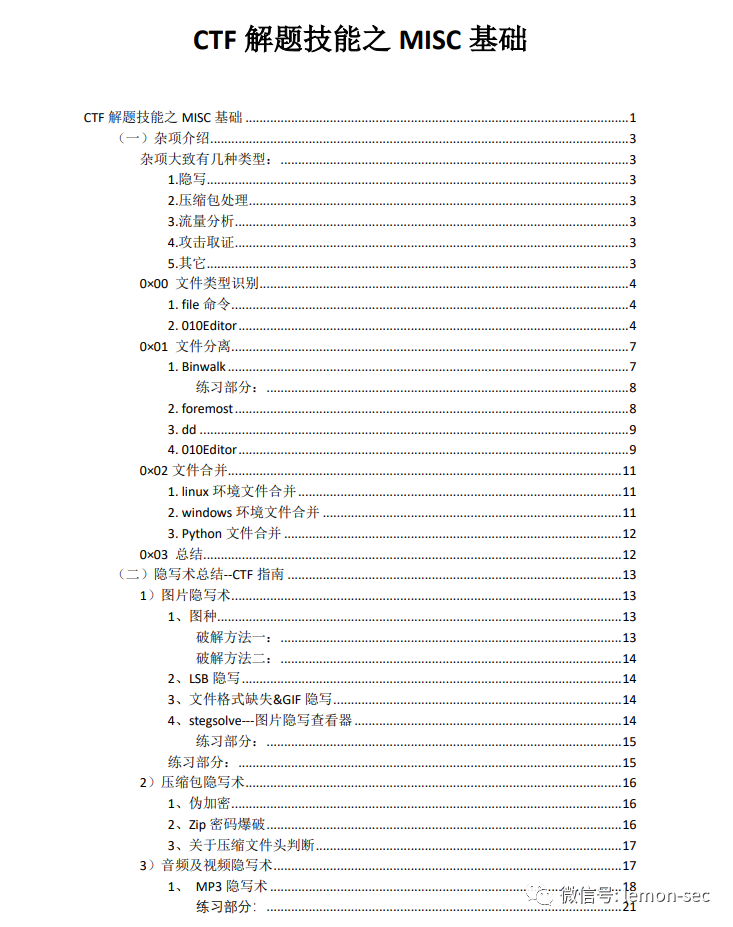 CTF 解题技能之 MISC 基础
CTF 解题技能之 MISC 基础......1
（一）杂项介绍......3
杂项大致有几种类型：......3
1.隐写......3
2.压缩包处理......3
3.流量分析......3
4.攻击取证......3
5.其它......3
0×00 文件类型识别......4
1. file 命令......4
2. 010Editor......4
0×01 文件分离......7
1. Binwalk......7
练习部分：......8
2. foremost......8
3. dd......9
4. 010Editor......9
0×02 文件合并......11
1. linux 环境文件合并......11
2. windows 环境文件合并......11
3. Python 文件合并......12
0×03 总结......12
（二）隐写术总结--CTF 指南......13
1）图片隐写术......13
1、图种......13
破解方法一：......13
破解方法二：......14
2、LSB 隐写......14
3、文件格式缺失&GIF 隐写......14
4、stegsolve---图片隐写查看器......14
练习部分：......15
练习部分：......15
2）压缩包隐写术......16
1、伪加密......16
2、Zip 密码爆破......16
3、关于压缩文件头判断......17
3）音频及视频隐写术......17
1、 MP3 隐写术......18
练习部分：......21
微信号: lemon-sec